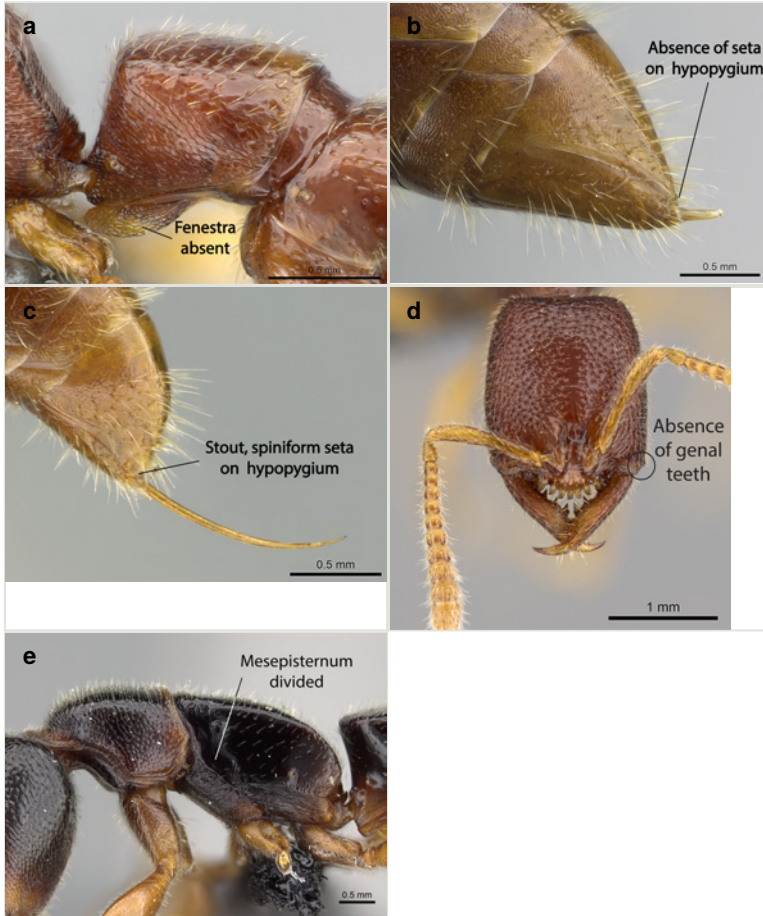 a
Fenestra
absent
0.5 mm
b
Absence of seta
on hypopygium
0.5 mm
c
Stout, spiniform seta
on hypopygium
0.5 mm
d
Absence
of genal
teeth
1 mm
e
Mesepisternum
divided
0.5 mm